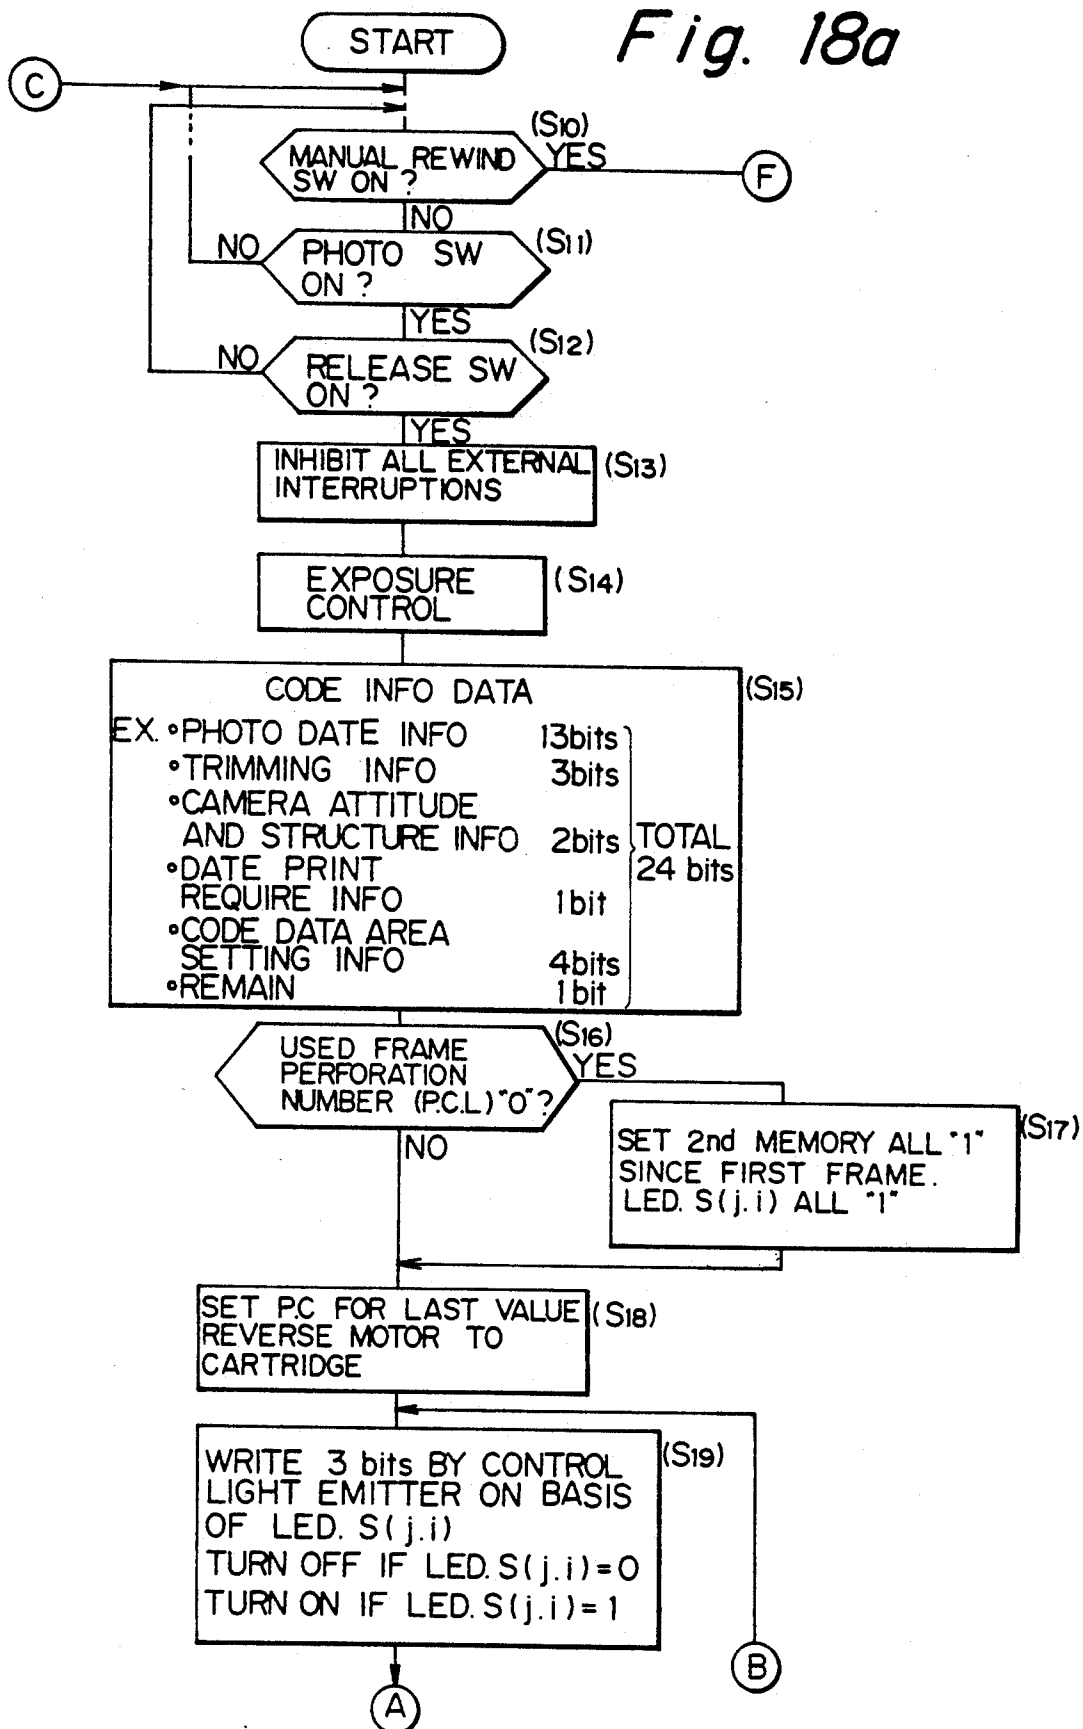 Fig. 18a
START
C
(S10)
MANUAL REWIND
SW ON ?
YES
F
NO
(S11)
PHOTO SW
ON ?
NO
YES
(S12)
RELEASE SW
ON ?
NO
YES
INHIBIT ALL EXTERNAL
INTERRUPTIONS
(S13)
EXPOSURE
CONTROL
(S14)
CODE INFO DATA
(S15)
EX. •PHOTO DATE INFO 13bits
•TRIMMING INFO 3bits
•CAMERA ATTITUDE
AND STRUCTURE INFO 2bits
•DATE PRINT
REQUIRE INFO 1bit
•CODE DATA AREA
SETTING INFO 4bits
•REMAIN 1bit
TOTAL
24 bits
(S16)
USED FRAME
PERFORATION
NUMBER (P.C.L) "0" ?
YES
NO
(S17)
SET 2nd MEMORY ALL "1"
SINCE FIRST FRAME.
LED. S(j.i) ALL "1"
SET P.C FOR LAST VALUE
REVERSE MOTOR TO
CARTRIDGE
(S18)
(S19)
WRITE 3 bits BY CONTROL
LIGHT EMITTER ON BASIS
OF LED. S(j.i)
TURN OFF IF LED. S(j.i)=0
TURN ON IF LED. S(j.i)=1
B
A